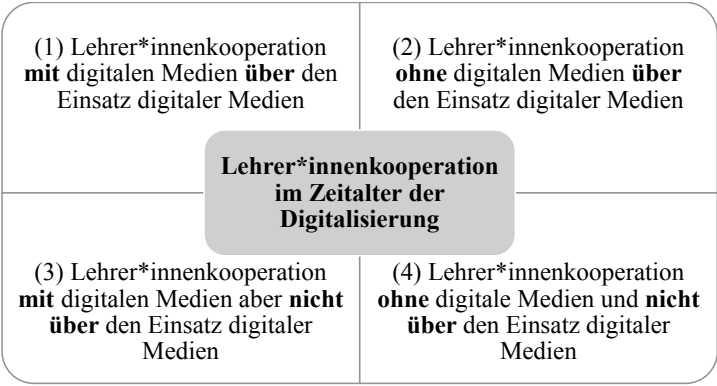 (1) Lehrer*innenkooperation
mit digitalen Medien über den
Einsatz digitaler Medien
(2) Lehrer*innenkooperation
ohne digitalen Medien über
den Einsatz digitaler Medien
Lehrer*innenkooperation
im Zeitalter der
Digitalisierung
(3) Lehrer*innenkooperation
mit digitalen Medien aber nicht
über den Einsatz digitaler
Medien
(4) Lehrer*innenkooperation
ohne digitale Medien und nicht
über den Einsatz digitaler
Medien